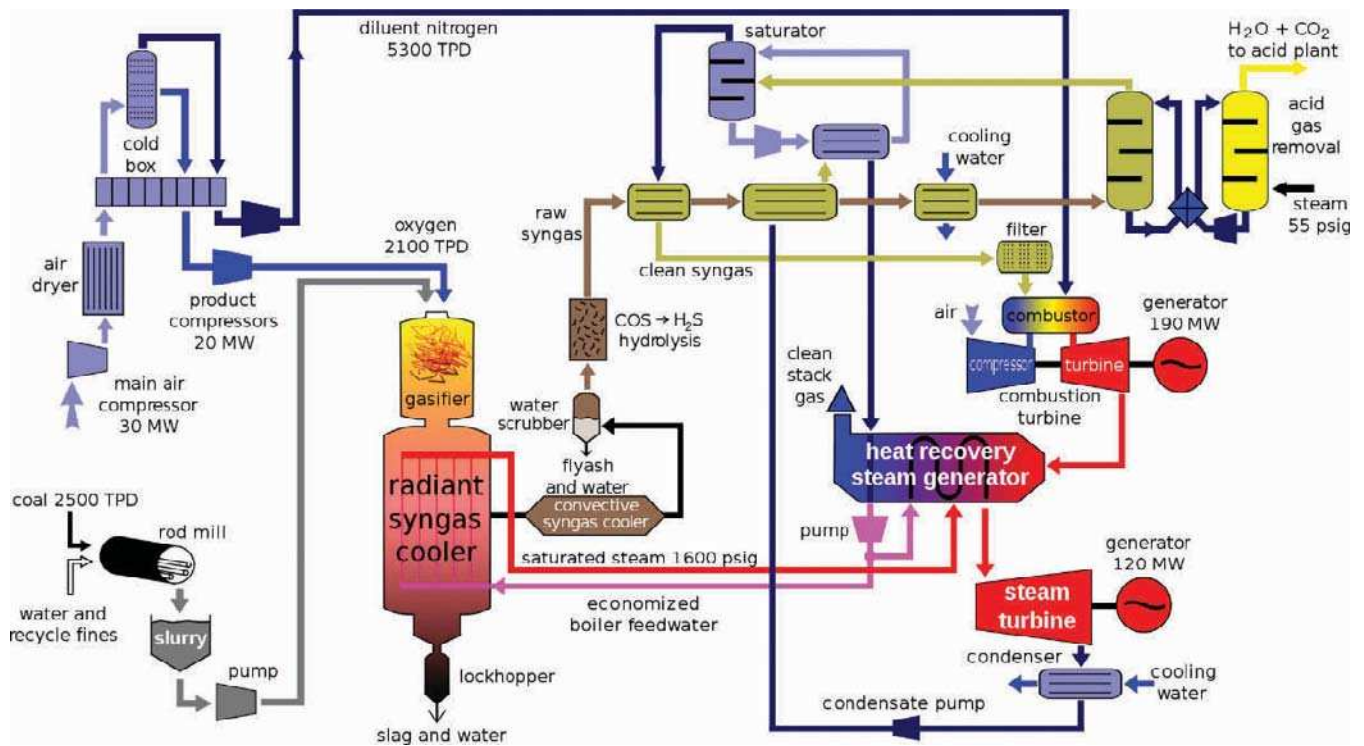 diluent nitrogen
5300 TPD
saturator
H₂O + CO₂
to acid plant
cold
box
cooling
water
acid
gas
removal
steam
55 psig
oxygen
2100 TPD
raw
syngas
clean syngas
filter
air
dryer
product
compressors
20 MW
COS → H₂S
hydrolysis
air
combustor
generator
190 MW
compressor
turbine
combustion
turbine
main air
compressor
30 MW
gasifier
water
scrubber
clean
stack
gas
flyash
and water
heat recovery
steam generator
radiant
syngas
cooler
convective
syngas cooler
coal 2500 TPD
rod mill
pump
saturated steam 1600 psig
generator
120 MW
water and
recycle fines
slurry
economized
boiler feedwater
steam
turbine
pump
lockhopper
condenser
cooling
water
condensate pump
slag and water